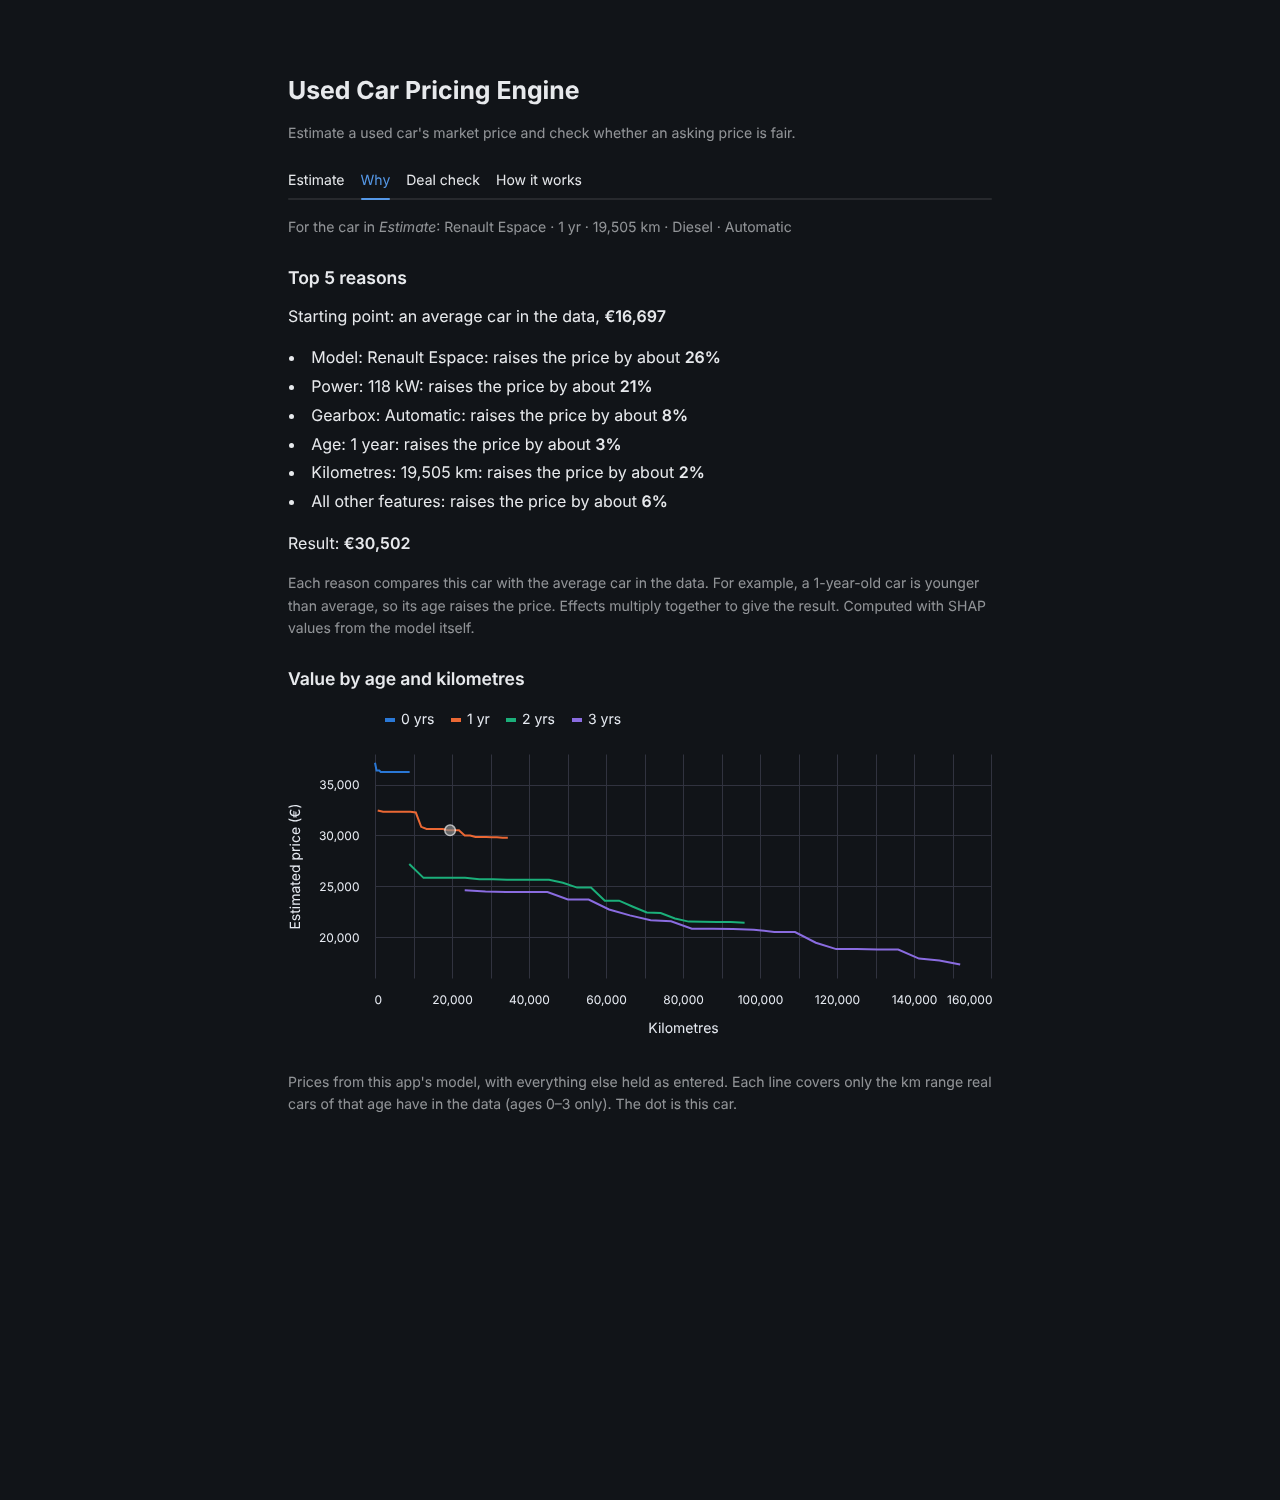 Used Car Pricing Engine
Estimate a used car's market price and check whether an asking price is fair.
Estimate Why Deal check How it works
For the car in Estimate: Renault Espace · 1 yr · 19,505 km · Diesel · Automatic
Top 5 reasons
Starting point: an average car in the data, €16,697
• Model: Renault Espace: raises the price by about 26%
• Power: 118 kW: raises the price by about 21%
• Gearbox: Automatic: raises the price by about 8%
• Age: 1 year: raises the price by about 3%
• Kilometres: 19,505 km: raises the price by about 2%
• All other features: raises the price by about 6%
Result: €30,502
Each reason compares this car with the average car in the data. For example, a 1-year-old car is younger
than average, so its age raises the price. Effects multiply together to give the result. Computed with SHAP
values from the model itself.
Value by age and kilometres
0 yrs 1 yr 2 yrs 3 yrs
Estimated price (€)
35,000
30,000
25,000
20,000
0 20,000 40,000 60,000 80,000 100,000 120,000 140,000 160,000
Kilometres
Prices from this app's model, with everything else held as entered. Each line covers only the km range real
cars of that age have in the data (ages 0–3 only). The dot is this car.